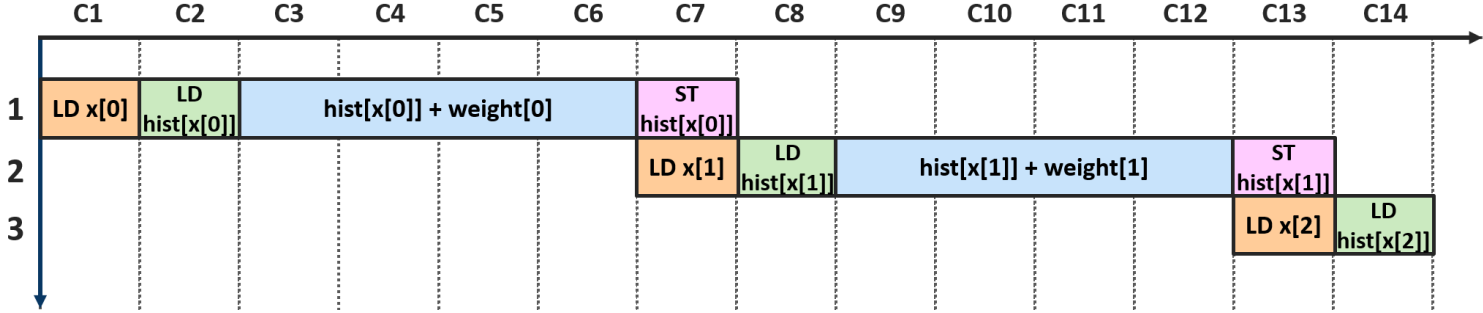 C1 C2 C3 C4 C5 C6 C7 C8 C9 C10 C11 C12 C13 C14
1
LD x[0]
LD
hist[x[0]]
hist[x[0]] + weight[0]
ST
hist[x[0]]
2
LD x[1]
LD
hist[x[1]]
hist[x[1]] + weight[1]
ST
hist[x[1]]
3
LD x[2]
LD
hist[x[2]]